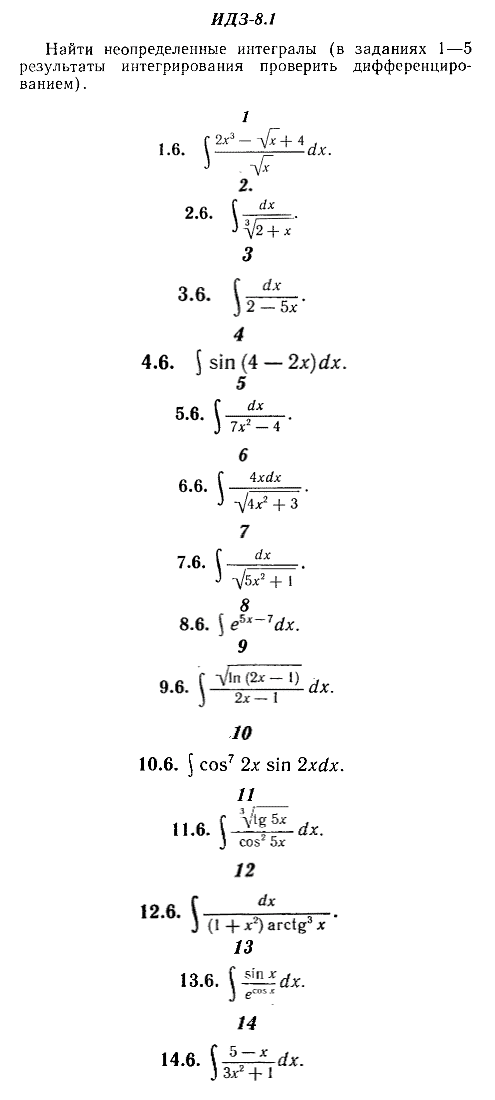 ИДЗ-8.1
Найти неопределенные интегралы (в заданиях 1—5
результаты интегрирования проверить дифференциро-
ванием).
1
1.6. ∫ (2x³ − √x + 4)/√x dx.
2.
2.6. ∫ dx/∛(2 + x).
3
3.6. ∫ dx/(2 − 5x).
4
4.6. ∫ sin (4 − 2x)dx.
5
5.6. ∫ dx/(7x² − 4).
6
6.6. ∫ 4xdx/√(4x² + 3).
7
7.6. ∫ dx/√(5x² + 1).
8
8.6. ∫ e^(5x−7) dx.
9
9.6. ∫ √(ln (2x − 1))/(2x − 1) dx.
10
10.6. ∫ cos⁷ 2x sin 2xdx.
11
11.6. ∫ ∛(tg 5x)/cos² 5x dx.
12
12.6. ∫ dx/((1 + x²) arctg³ x).
13
13.6. ∫ sin x/e^(cos x) dx.
14
14.6. ∫ (5 − x)/(3x² + 1) dx.